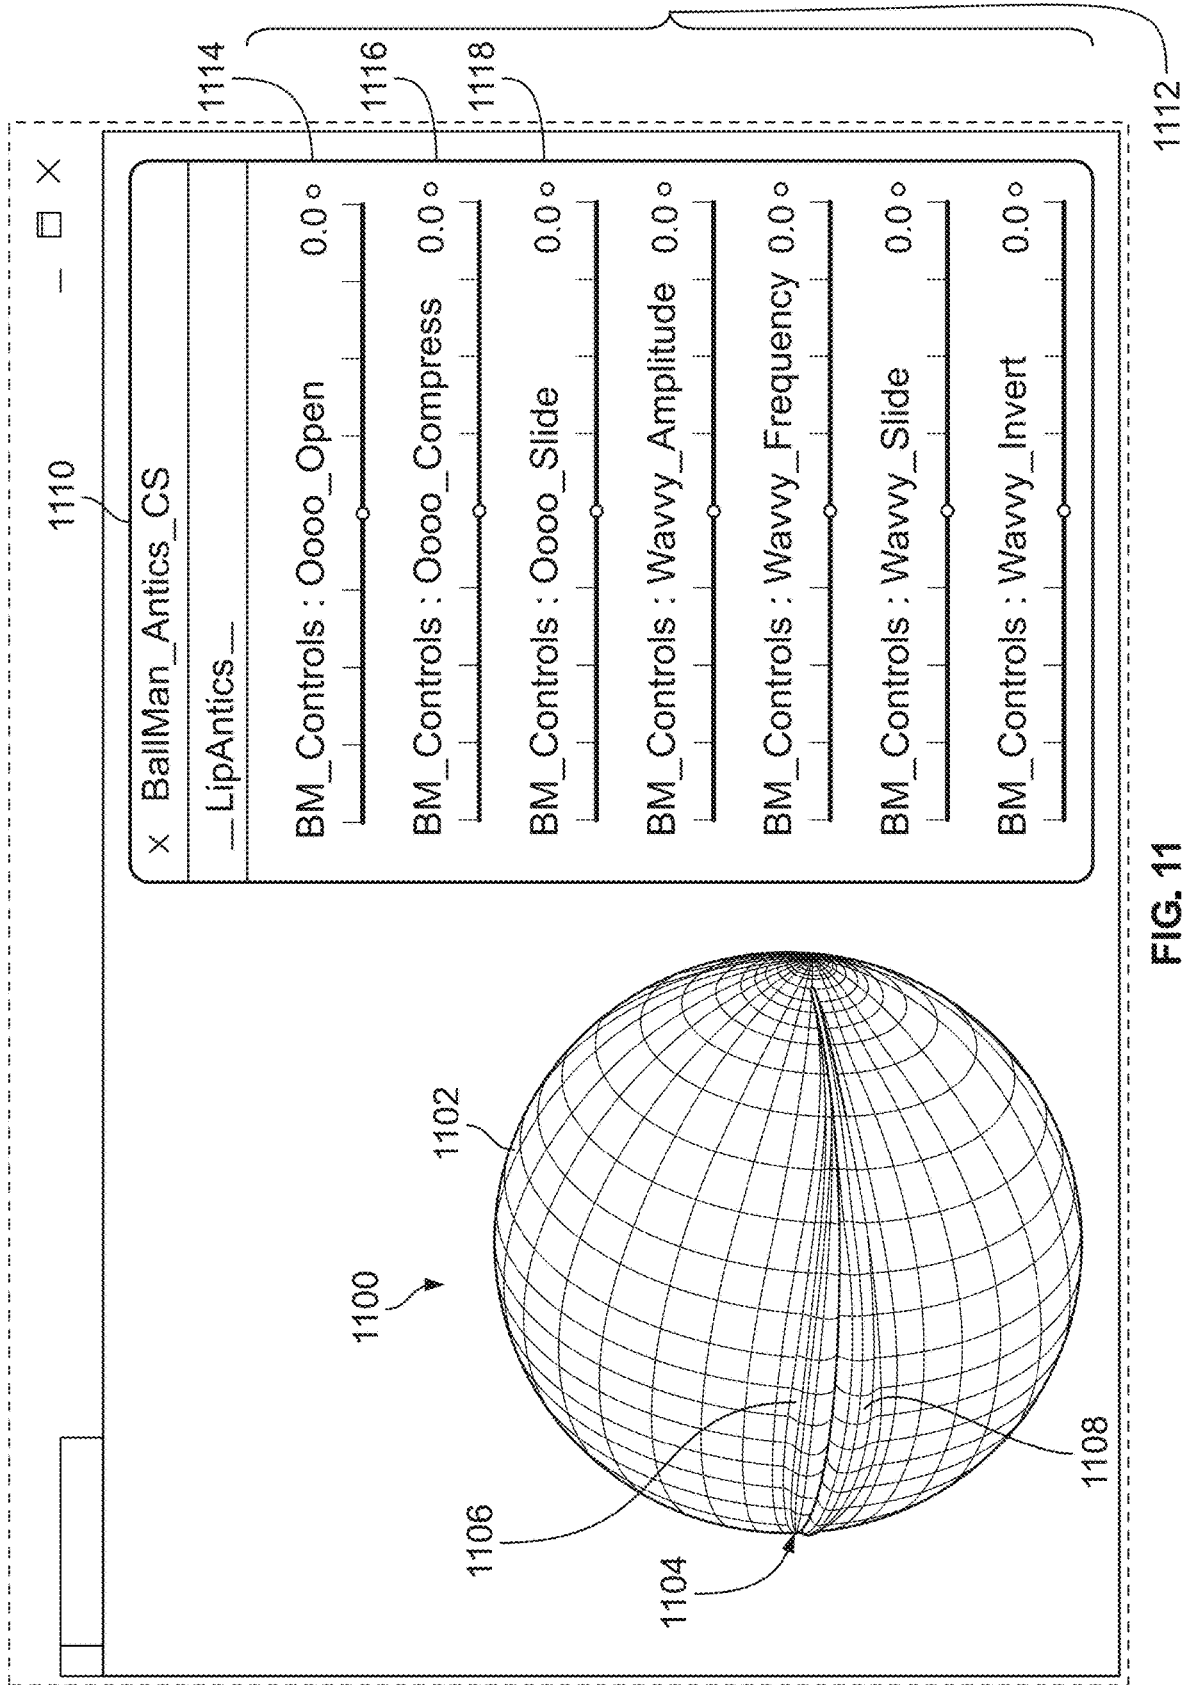 1110
X BallMan_Antics_CS
_LipAntics_
BM_Controls : Oooo_Open 0.0
1114
BM_Controls : Oooo_Compress 0.0
1116
BM_Controls : Oooo_Slide 0.0
1118
BM_Controls : Wavvy_Amplitude 0.0
BM_Controls : Wavvy_Frequency 0.0
BM_Controls : Wavvy_Slide 0.0
BM_Controls : Wavvy_Invert 0.0
1112
1100
1102
1106
1104
1108
FIG. 11